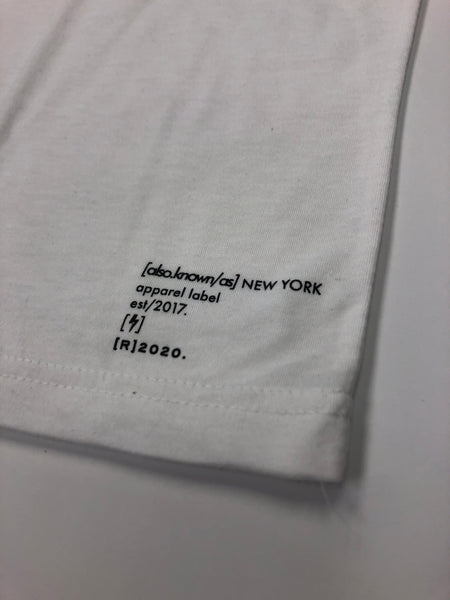 [also.known/as] NEW YORK
apparel label
est/2017.
[ϟ]
[R]2020.